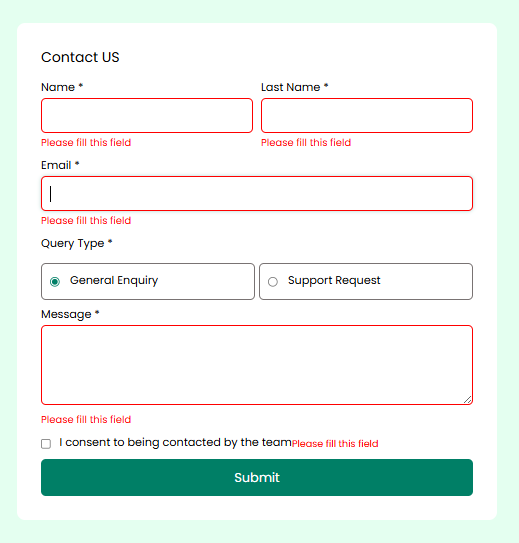 Contact US
Name * Last Name *
Please fill this field Please fill this field
Email *
Please fill this field
Query Type *
General Enquiry Support Request
Message *
Please fill this field
I consent to being contacted by the teamPlease fill this field
Submit